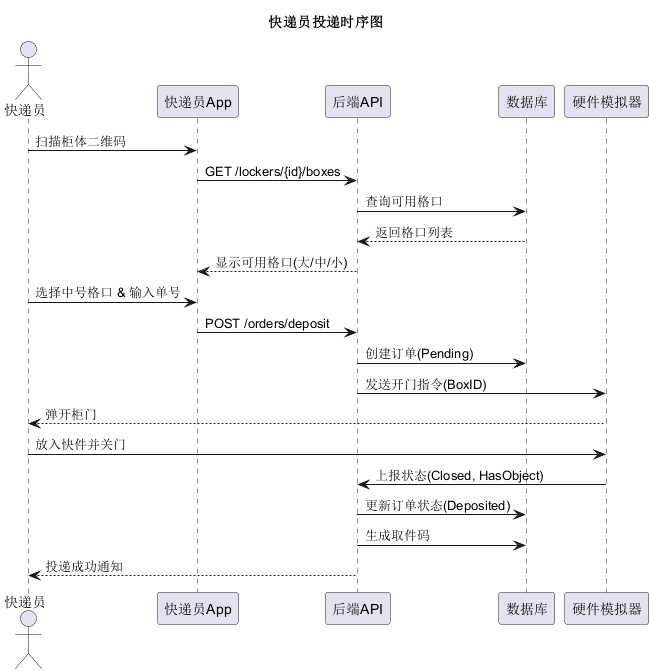 快递员投递时序图
快递员
快递员App
后端API
数据库
硬件模拟器
扫描柜体二维码
GET /lockers/{id}/boxes
查询可用格口
返回格口列表
显示可用格口(大/中/小)
选择中号格口 & 输入单号
POST /orders/deposit
创建订单(Pending)
发送开门指令(BoxID)
弹开柜门
放入快件并关门
上报状态(Closed, HasObject)
更新订单状态(Deposited)
生成取件码
投递成功通知
快递员
快递员App
后端API
数据库
硬件模拟器